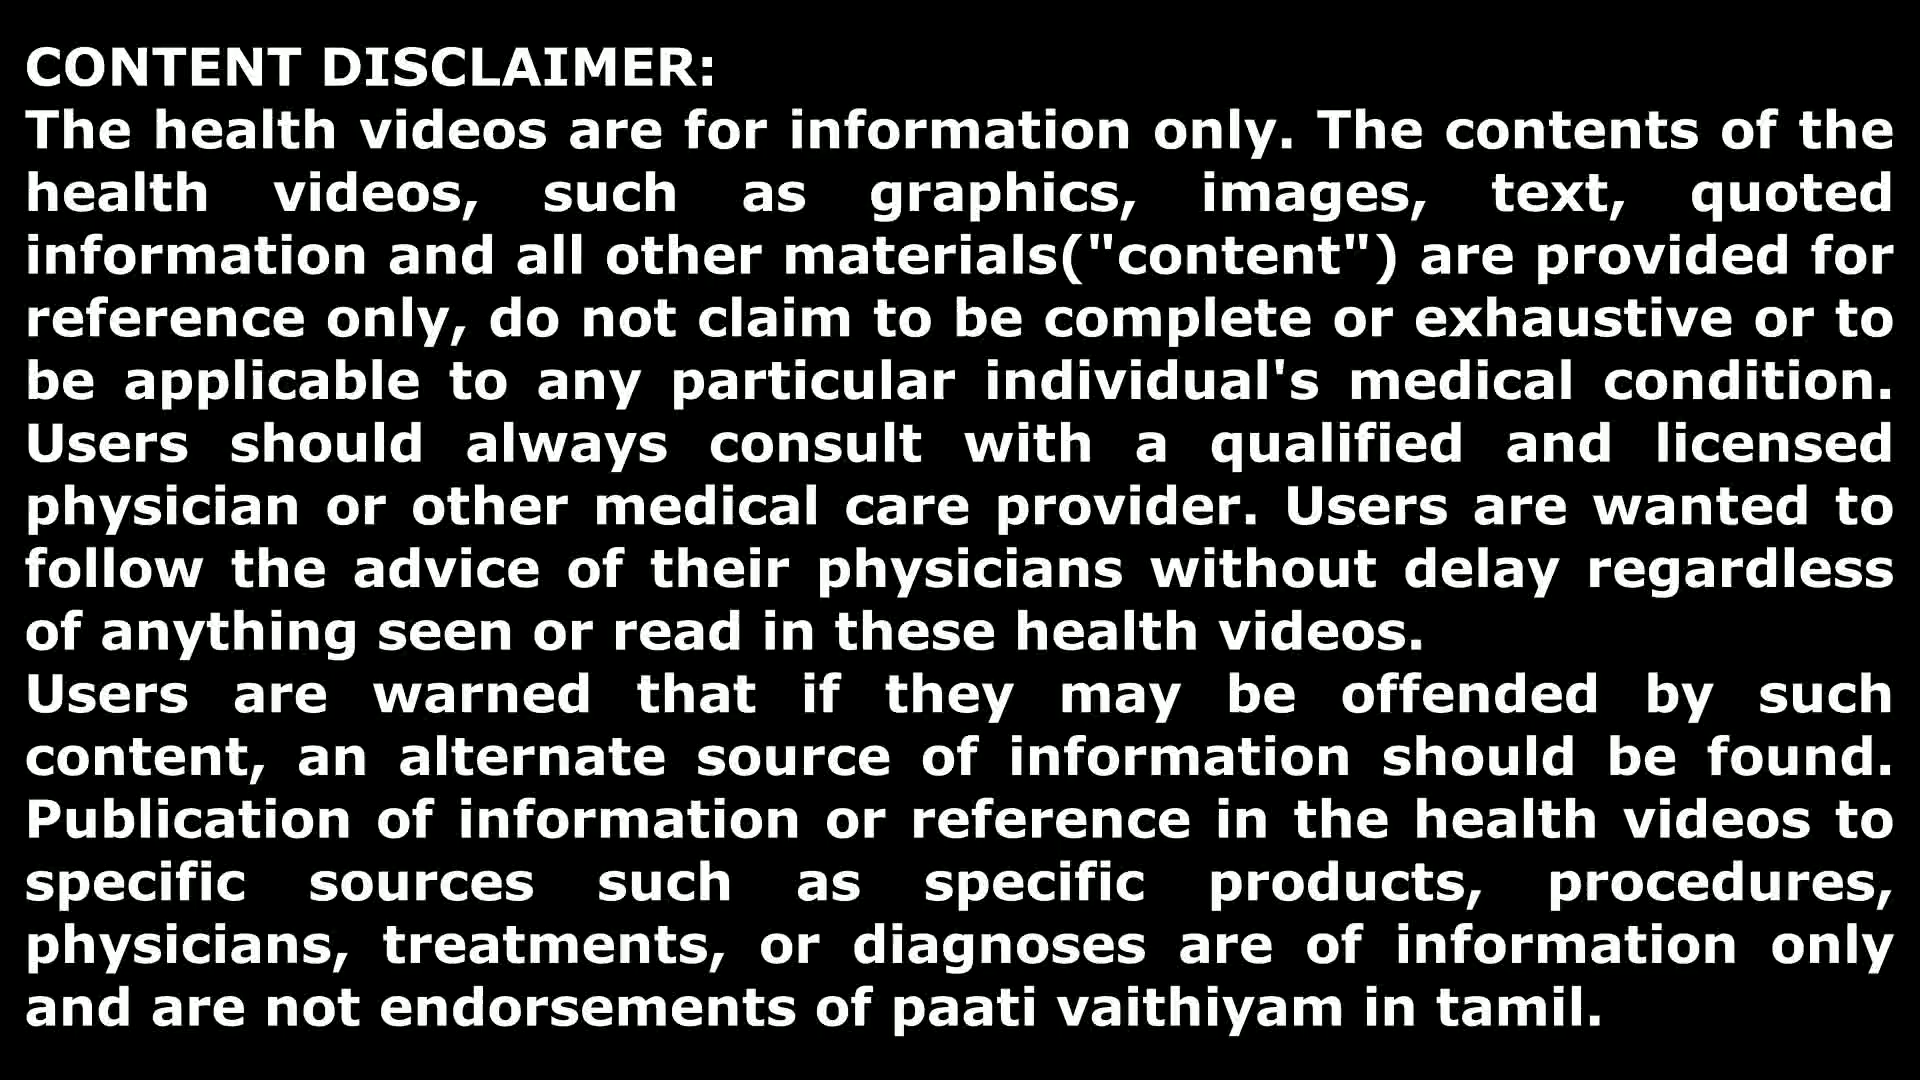 CONTENT DISCLAIMER:
The health videos are for information only. The contents of the
health videos, such as graphics, images, text, quoted
information and all other materials("content") are provided for
reference only, do not claim to be complete or exhaustive or to
be applicable to any particular individual's medical condition.
Users should always consult with a qualified and licensed
physician or other medical care provider. Users are wanted to
follow the advice of their physicians without delay regardless
of anything seen or read in these health videos.
Users are warned that if they may be offended by such
content, an alternate source of information should be found.
Publication of information or reference in the health videos to
specific sources such as specific products, procedures,
physicians, treatments, or diagnoses are of information only
and are not endorsements of paati vaithiyam in tamil.